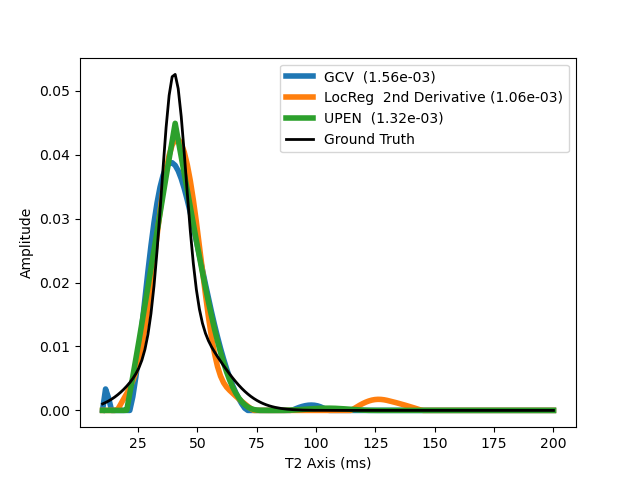 GCV (1.56e-03)
LocReg 2nd Derivative (1.06e-03)
UPEN (1.32e-03)
Ground Truth
0.05
0.04
0.03
0.02
0.01
0.00
Amplitude
25 50 75 100 125 150 175 200
T2 Axis (ms)